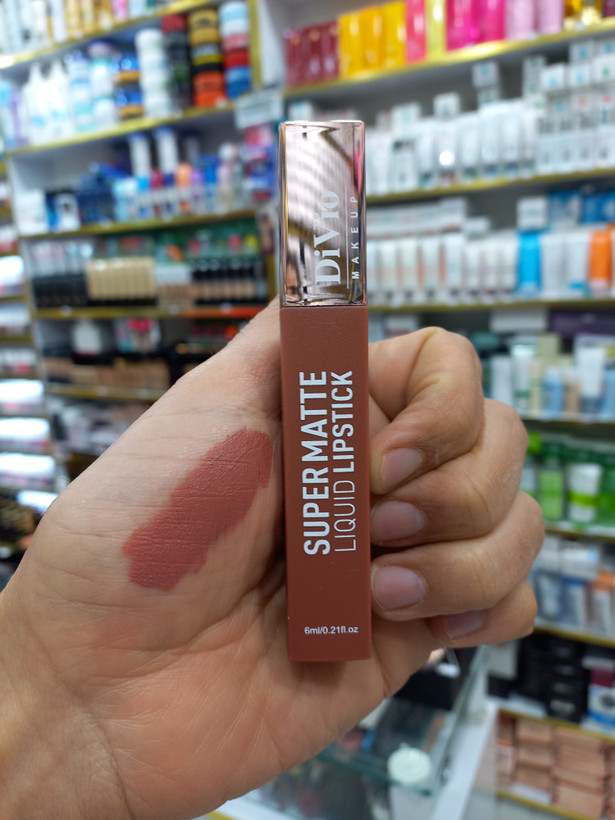 DiVio
MAKEUP
SUPER MATTE
LIQUID LIPSTICK
6ml/0.21fl.oz